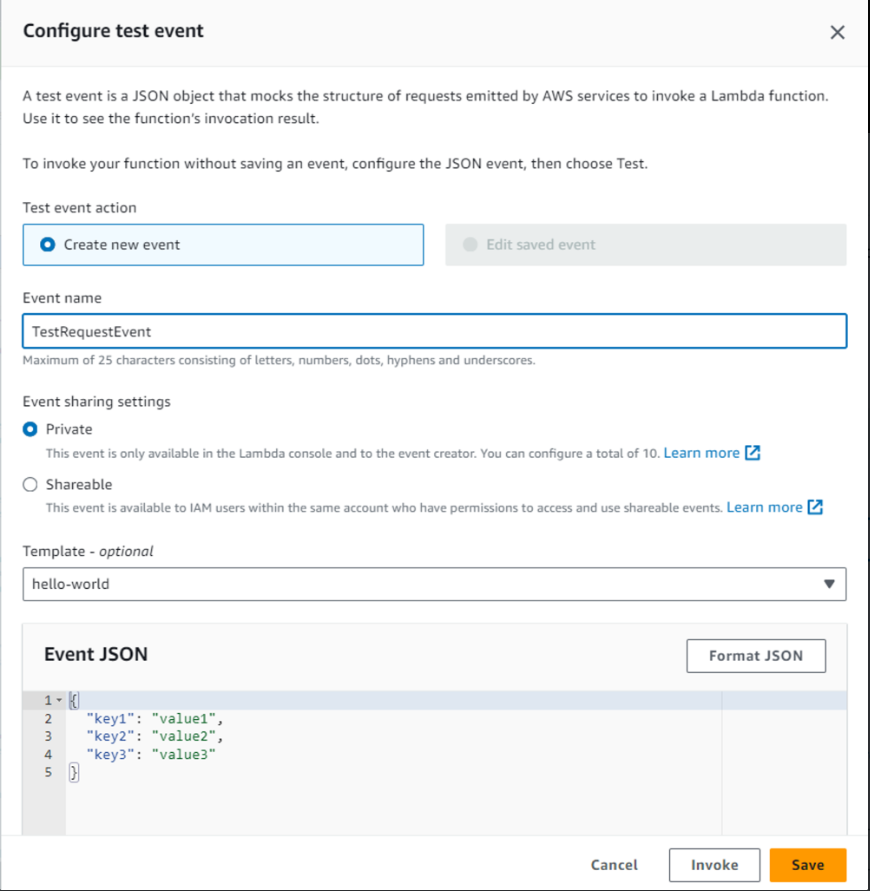 Configure test event
A test event is a JSON object that mocks the structure of requests emitted by AWS services to invoke a Lambda function.
Use it to see the function's invocation result.
To invoke your function without saving an event, configure the JSON event, then choose Test.
Test event action
Create new event
Edit saved event
Event name
TestRequestEvent
Maximum of 25 characters consisting of letters, numbers, dots, hyphens and underscores.
Event sharing settings
Private
This event is only available in the Lambda console and to the event creator. You can configure a total of 10. Learn more
Shareable
This event is available to IAM users within the same account who have permissions to access and use shareable events. Learn more
Template - optional
hello-world
Event JSON
Format JSON
1 {
2 "key1": "value1",
3 "key2": "value2",
4 "key3": "value3"
5 }
Cancel
Invoke
Save